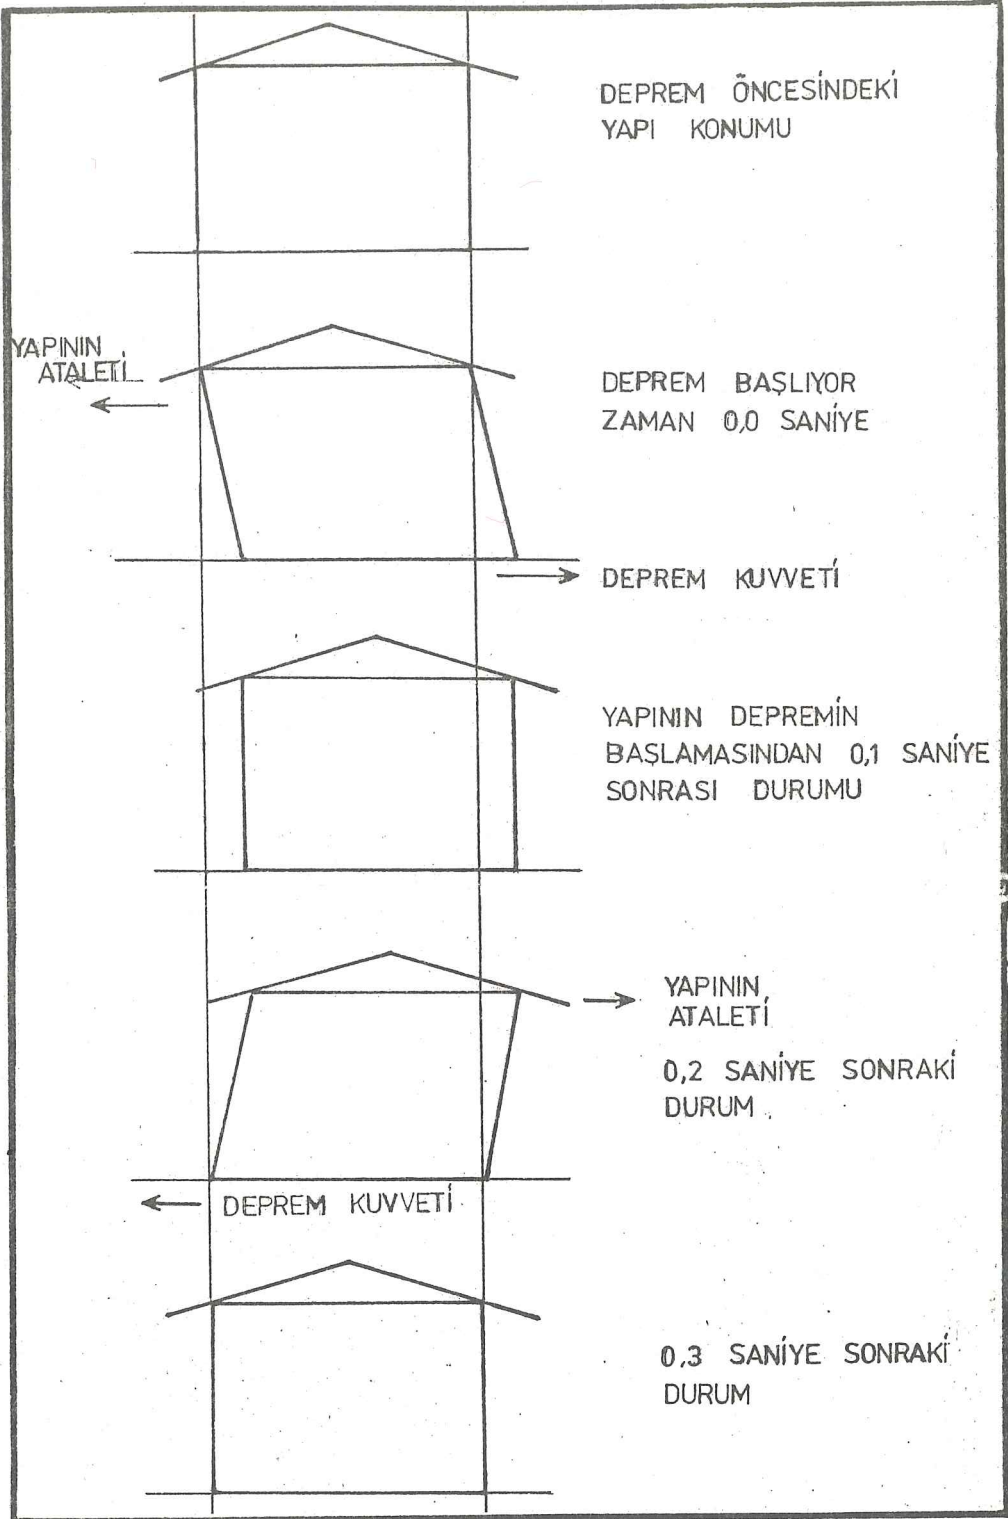 DEPREM ÖNCESİNDEKİ
YAPI KONUMU
YAPININ
ATALETİ
DEPREM BAŞLIYOR
ZAMAN 0,0 SANİYE
DEPREM KUVVETİ
YAPININ DEPREMİN
BAŞLAMASINDAN 0,1 SANİYE
SONRASI DURUMU
YAPININ
ATALETİ
0,2 SANİYE SONRAKİ
DURUM
DEPREM KUVVETİ
0,3 SANİYE SONRAKİ
DURUM